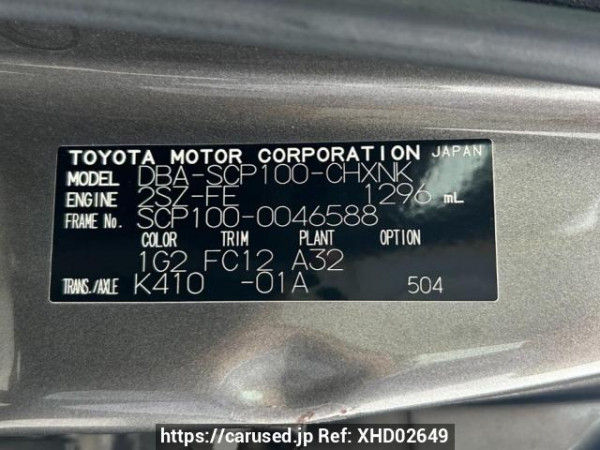 TOYOTA MOTOR CORPORATION JAPAN
MODEL DBA-SCP100-CHXNK
ENGINE 2SZ-FE 1296 mL
FRAME No. SCP100-0046588
COLOR TRIM PLANT OPTION
1G2 FC12 A32
TRANS./AXLE K410 -01A 504
https://carused.jp Ref: XHD02649